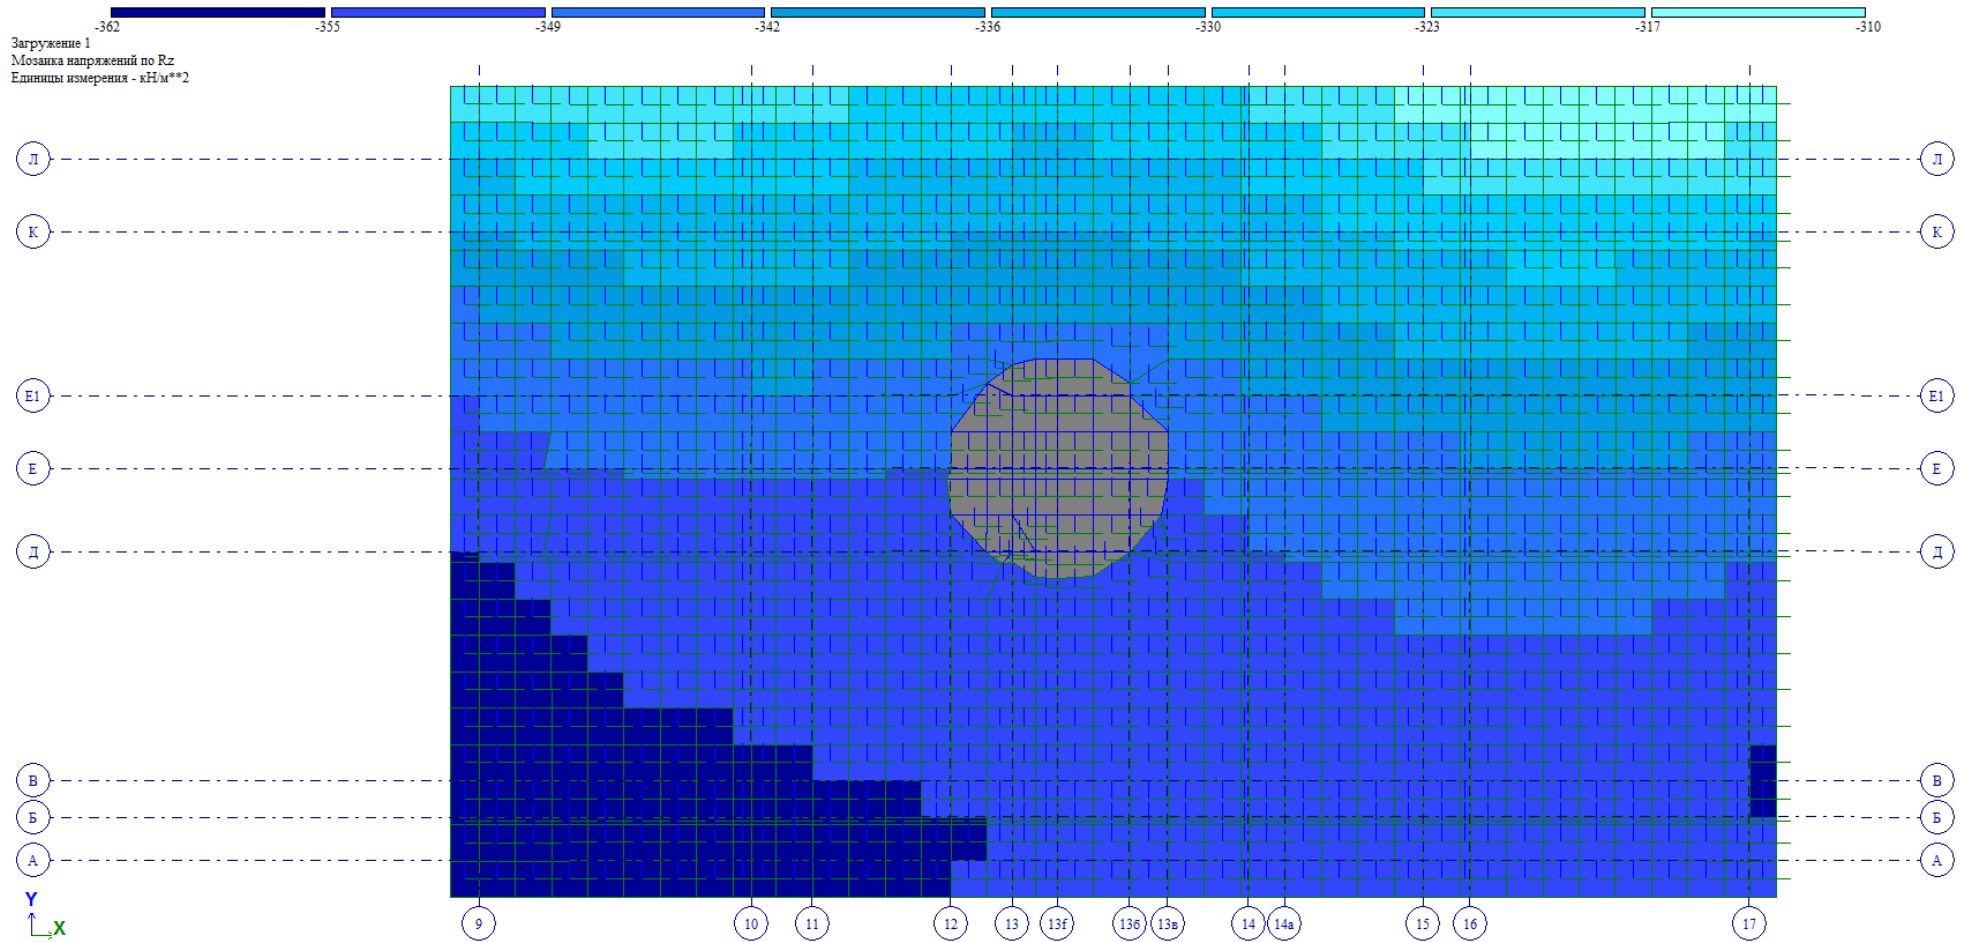 -362 -355 -349 -342 -336 -330 -323 -317 -310
Загружение 1
Мозаика напряжений по Rz
Единицы измерения - кН/м**2
Л Л
К К
Е1 Е1
Е Е
Д Д
В В
Б Б
А А
Y
X
9 10 11 12 13 13f 13б 13в 14 14а 15 16 17